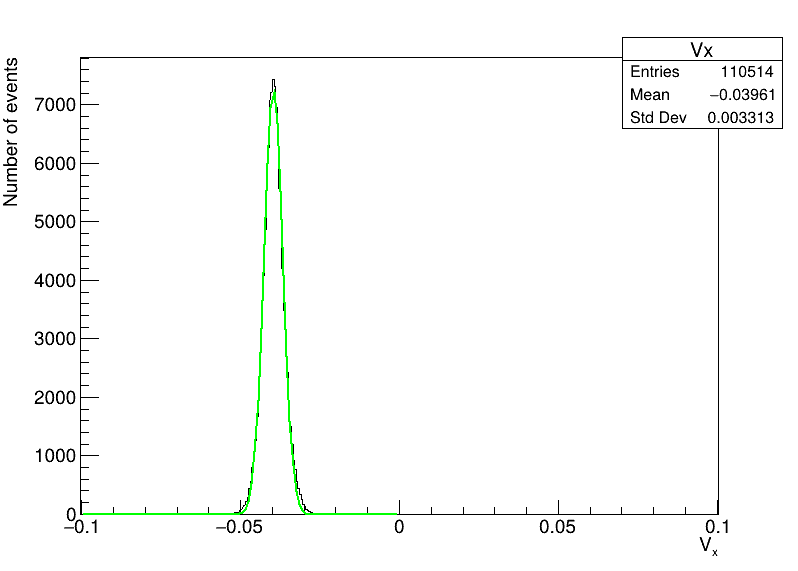 Vx
Entries 110514
Mean −0.03961
Std Dev 0.003313
Number of events
7000
6000
5000
4000
3000
2000
1000
0
−0.1 −0.05 0 0.05 0.1
Vx